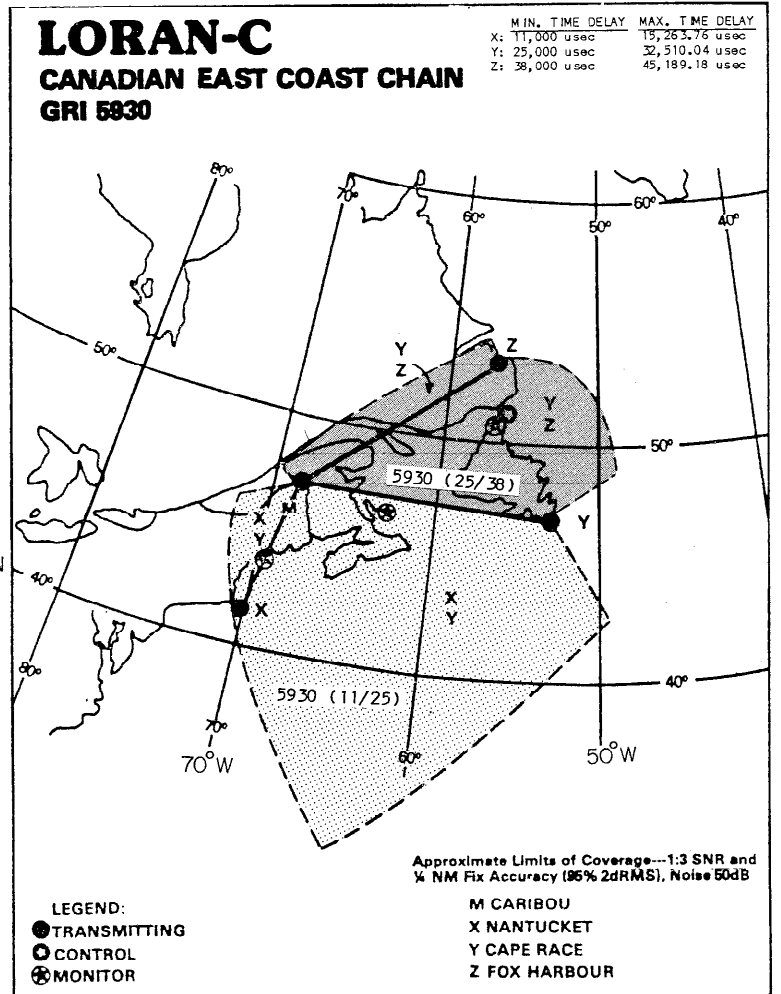 LORAN-C
CANADIAN EAST COAST CHAIN
GRI 5930
MIN. TIME DELAY MAX. TIME DELAY
X: 11,000 usec 15,263.76 usec
Y: 25,000 usec 32,510.04 usec
Z: 38,000 usec 45,189.18 usec
80°
70°
60°
60°
50°
40°
50°
Y
Z
Z
Y
Z
50°
5930 (25/38)
M
X
Y
Y
40°
X
X
Y
80°
5930 (11/25)
40°
70°
70°W
60°
50°W
Approximate Limits of Coverage---1:3 SNR and
¼ NM Fix Accuracy (95% 2dRMS), Noise 50dB
LEGEND:
TRANSMITTING
CONTROL
MONITOR
M CARIBOU
X NANTUCKET
Y CAPE RACE
Z FOX HARBOUR